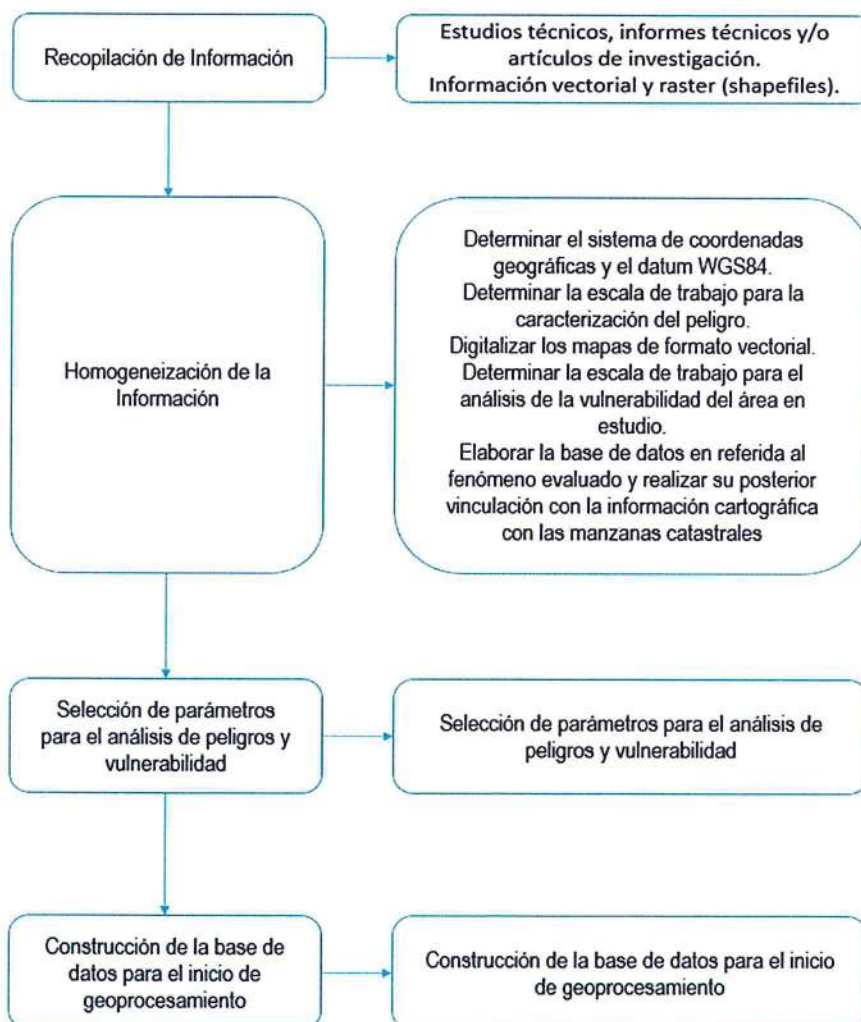 Recopilación de Información
Estudios técnicos, informes técnicos y/o
artículos de investigación.
Información vectorial y raster (shapefiles).
Homogeneización de la
Información
Determinar el sistema de coordenadas
geográficas y el datum WGS84.
Determinar la escala de trabajo para la
caracterización del peligro.
Digitalizar los mapas de formato vectorial.
Determinar la escala de trabajo para el
análisis de la vulnerabilidad del área en
estudio.
Elaborar la base de datos en referida al
fenómeno evaluado y realizar su posterior
vinculación con la información cartográfica
con las manzanas catastrales
Selección de parámetros
para el análisis de peligros y
vulnerabilidad
Selección de parámetros para el análisis de
peligros y vulnerabilidad
Construcción de la base de
datos para el inicio de
geoprocesamiento
Construcción de la base de datos para el inicio
de geoprocesamiento